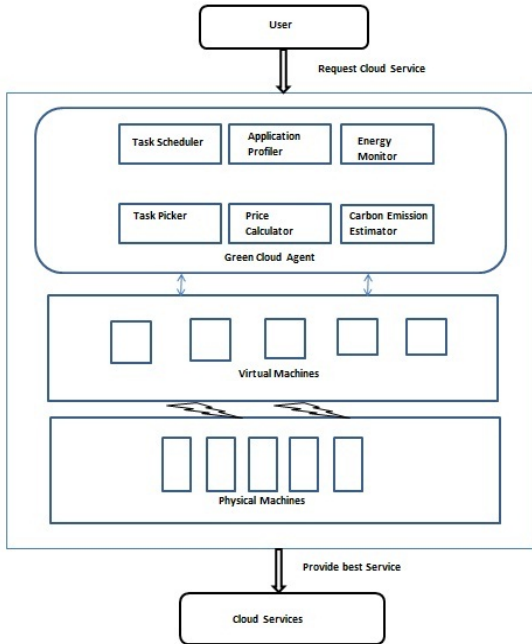 User
Request Cloud Service
Task Scheduler
Application
Profiler
Energy
Monitor
Task Picker
Price
Calculator
Carbon Emission
Estimator
Green Cloud Agent
Virtual Machines
Physical Machines
Provide best Service
Cloud Services